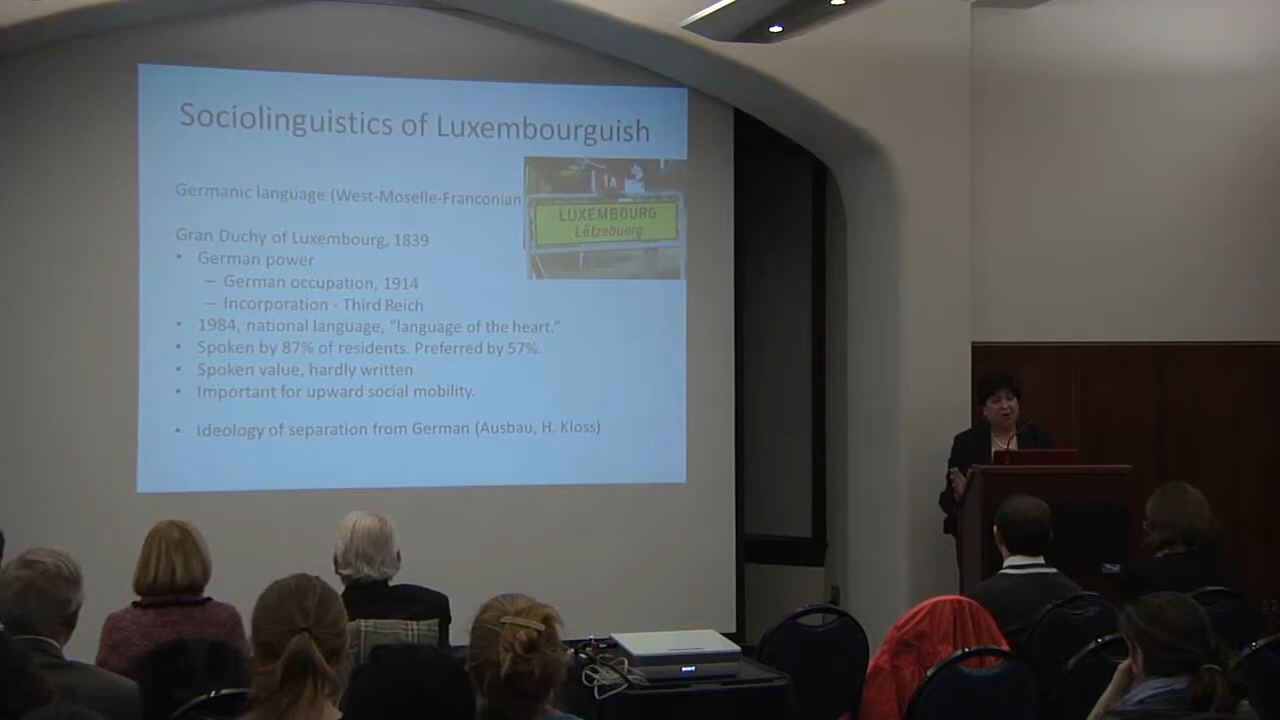 Sociolinguistics of Luxembourguish
Germanic language (West-Moselle-Franconian
1A
LUXEMBOURG
Lëtzebuerg
Gran Duchy of Luxembourg, 1839
• German power
– German occupation, 1914
– Incorporation - Third Reich
• 1984, national language, “language of the heart.”
• Spoken by 87% of residents. Preferred by 57%.
• Spoken value, hardly written
• Important for upward social mobility.
• Ideology of separation from German (Ausbau, H. Kloss)